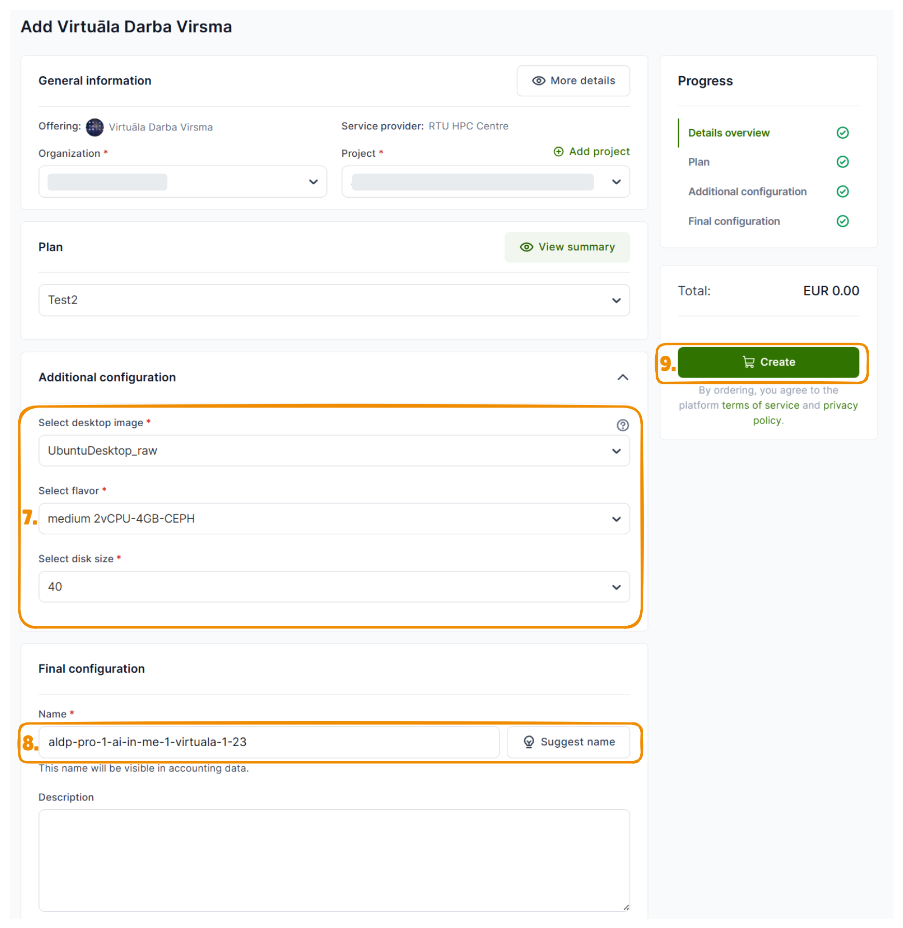 Add Virtuāla Darba Virsma
General information
More details
Offering: Virtuāla Darba Virsma
Service provider: RTU HPC Centre
Organization *
Project *
Add project
Plan
View summary
Test2
Additional configuration
7.
Select desktop image *
UbuntuDesktop_raw
Select flavor *
medium 2vCPU-4GB-CEPH
Select disk size *
40
Final configuration
Name *
8.
aldp-pro-1-ai-in-me-1-virtuala-1-23
Suggest name
This name will be visible in accounting data.
Description
Progress
Details overview
Plan
Additional configuration
Final configuration
Total: EUR 0.00
9.
Create
By ordering, you agree to the
platform terms of service and privacy
policy.